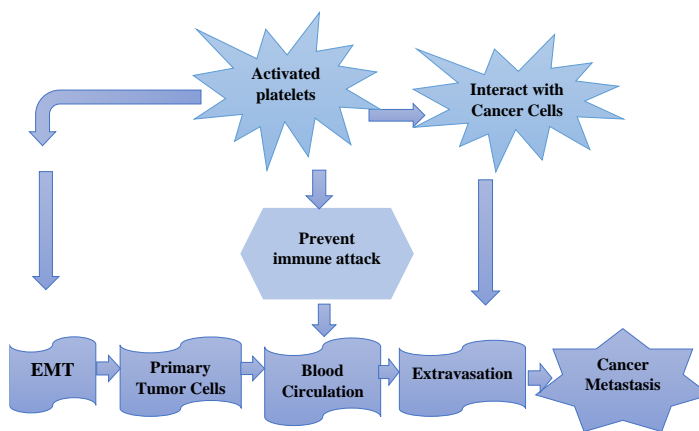 Activated
platelets
Interact with
Cancer Cells
Prevent
immune attack
EMT
Primary
Tumor Cells
Blood
Circulation
Extravasation
Cancer
Metastasis